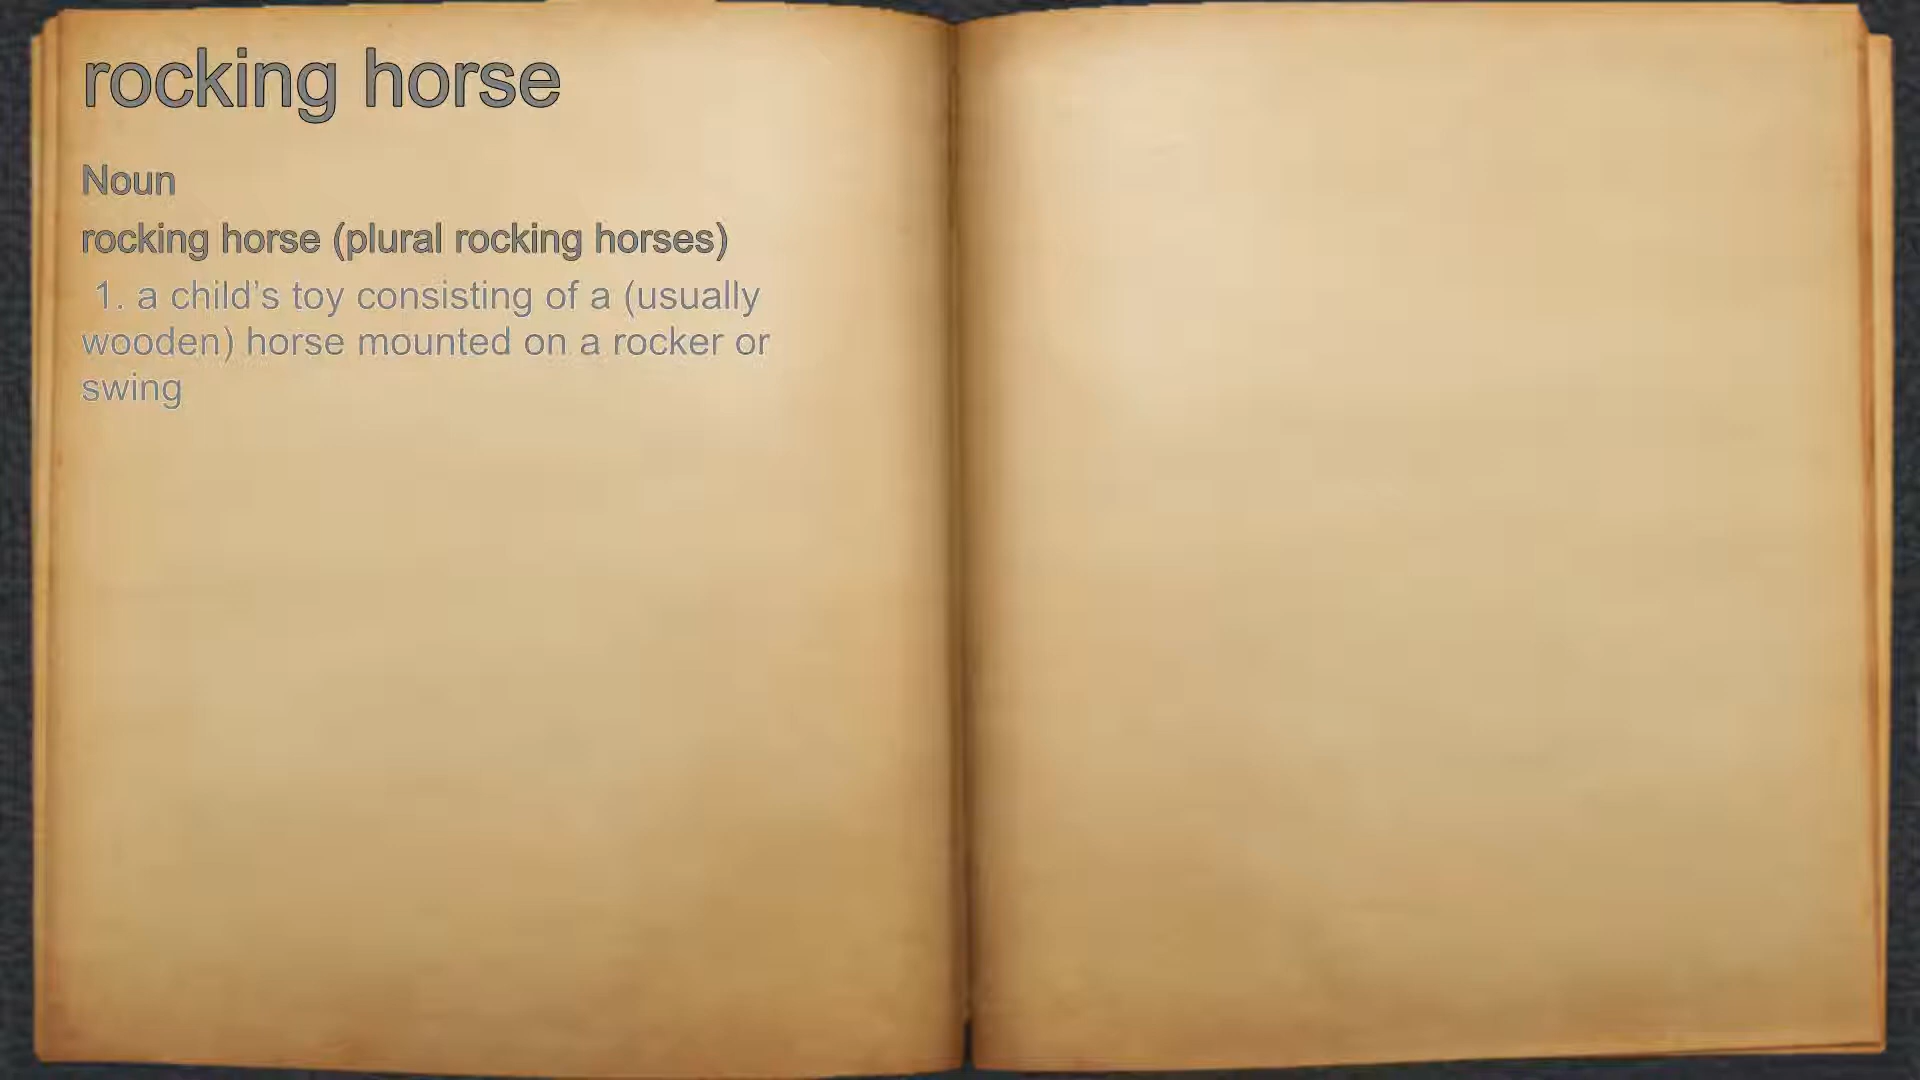 rocking horse
Noun
rocking horse (plural rocking horses)
1. a child’s toy consisting of a (usually
wooden) horse mounted on a rocker or
swing